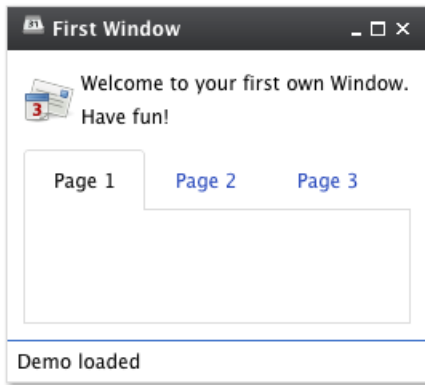 First Window
Welcome to your first own Window.
Have fun!
Page 1 Page 2 Page 3
Demo loaded